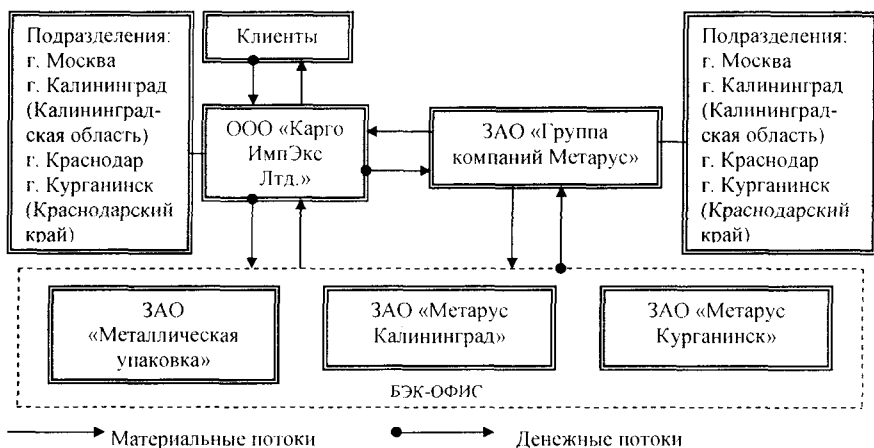 Подразделения:
г. Москва
г. Калининград
(Калининград-
ская область)
г. Краснодар
г. Курганинск
(Краснодарский
край)
Клиенты
ООО «Карго
ИмпЭкс
Лтд.»
ЗАО «Группа
компаний Метарус»
Подразделения:
г. Москва
г. Калининград
(Калининград-
ская область)
г. Краснодар
г. Курганинск
(Краснодарский
край)
ЗАО
«Металлическая
упаковка»
ЗАО «Метарус
Калининград»
ЗАО «Метарус
Курганинск»
БЭК-ОФИС
Материальные потоки
Денежные потоки